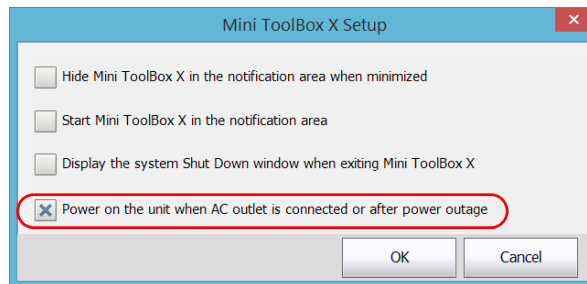 Mini ToolBox X Setup
Hide Mini ToolBox X in the notification area when minimized
Start Mini ToolBox X in the notification area
Display the system Shut Down window when exiting Mini ToolBox X
Power on the unit when AC outlet is connected or after power outage
OK Cancel